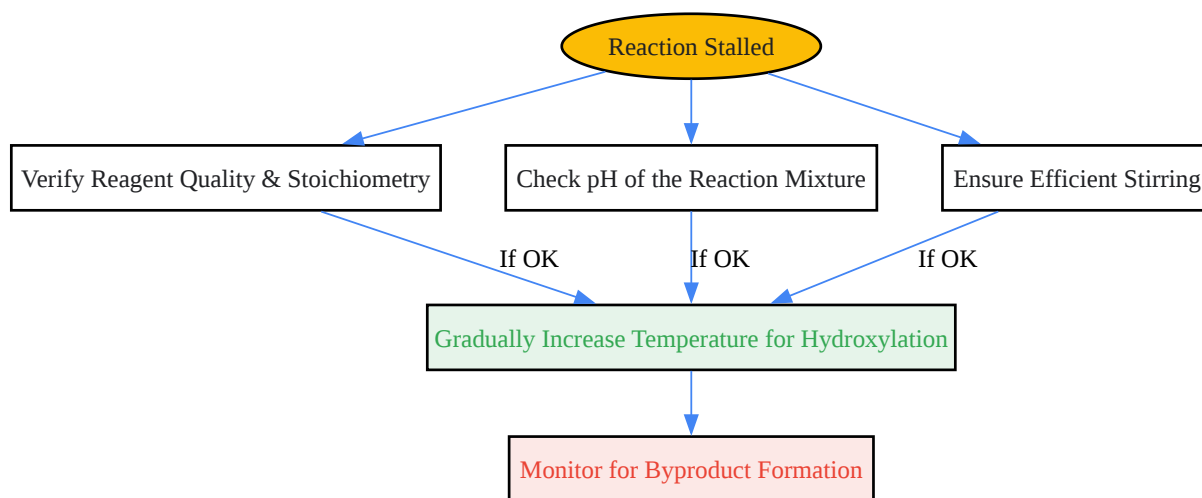 Reaction Stalled
Verify Reagent Quality & Stoichiometry
Check pH of the Reaction Mixture
Ensure Efficient Stirring
If OK
If OK
If OK
Gradually Increase Temperature for Hydroxylation
Monitor for Byproduct Formation